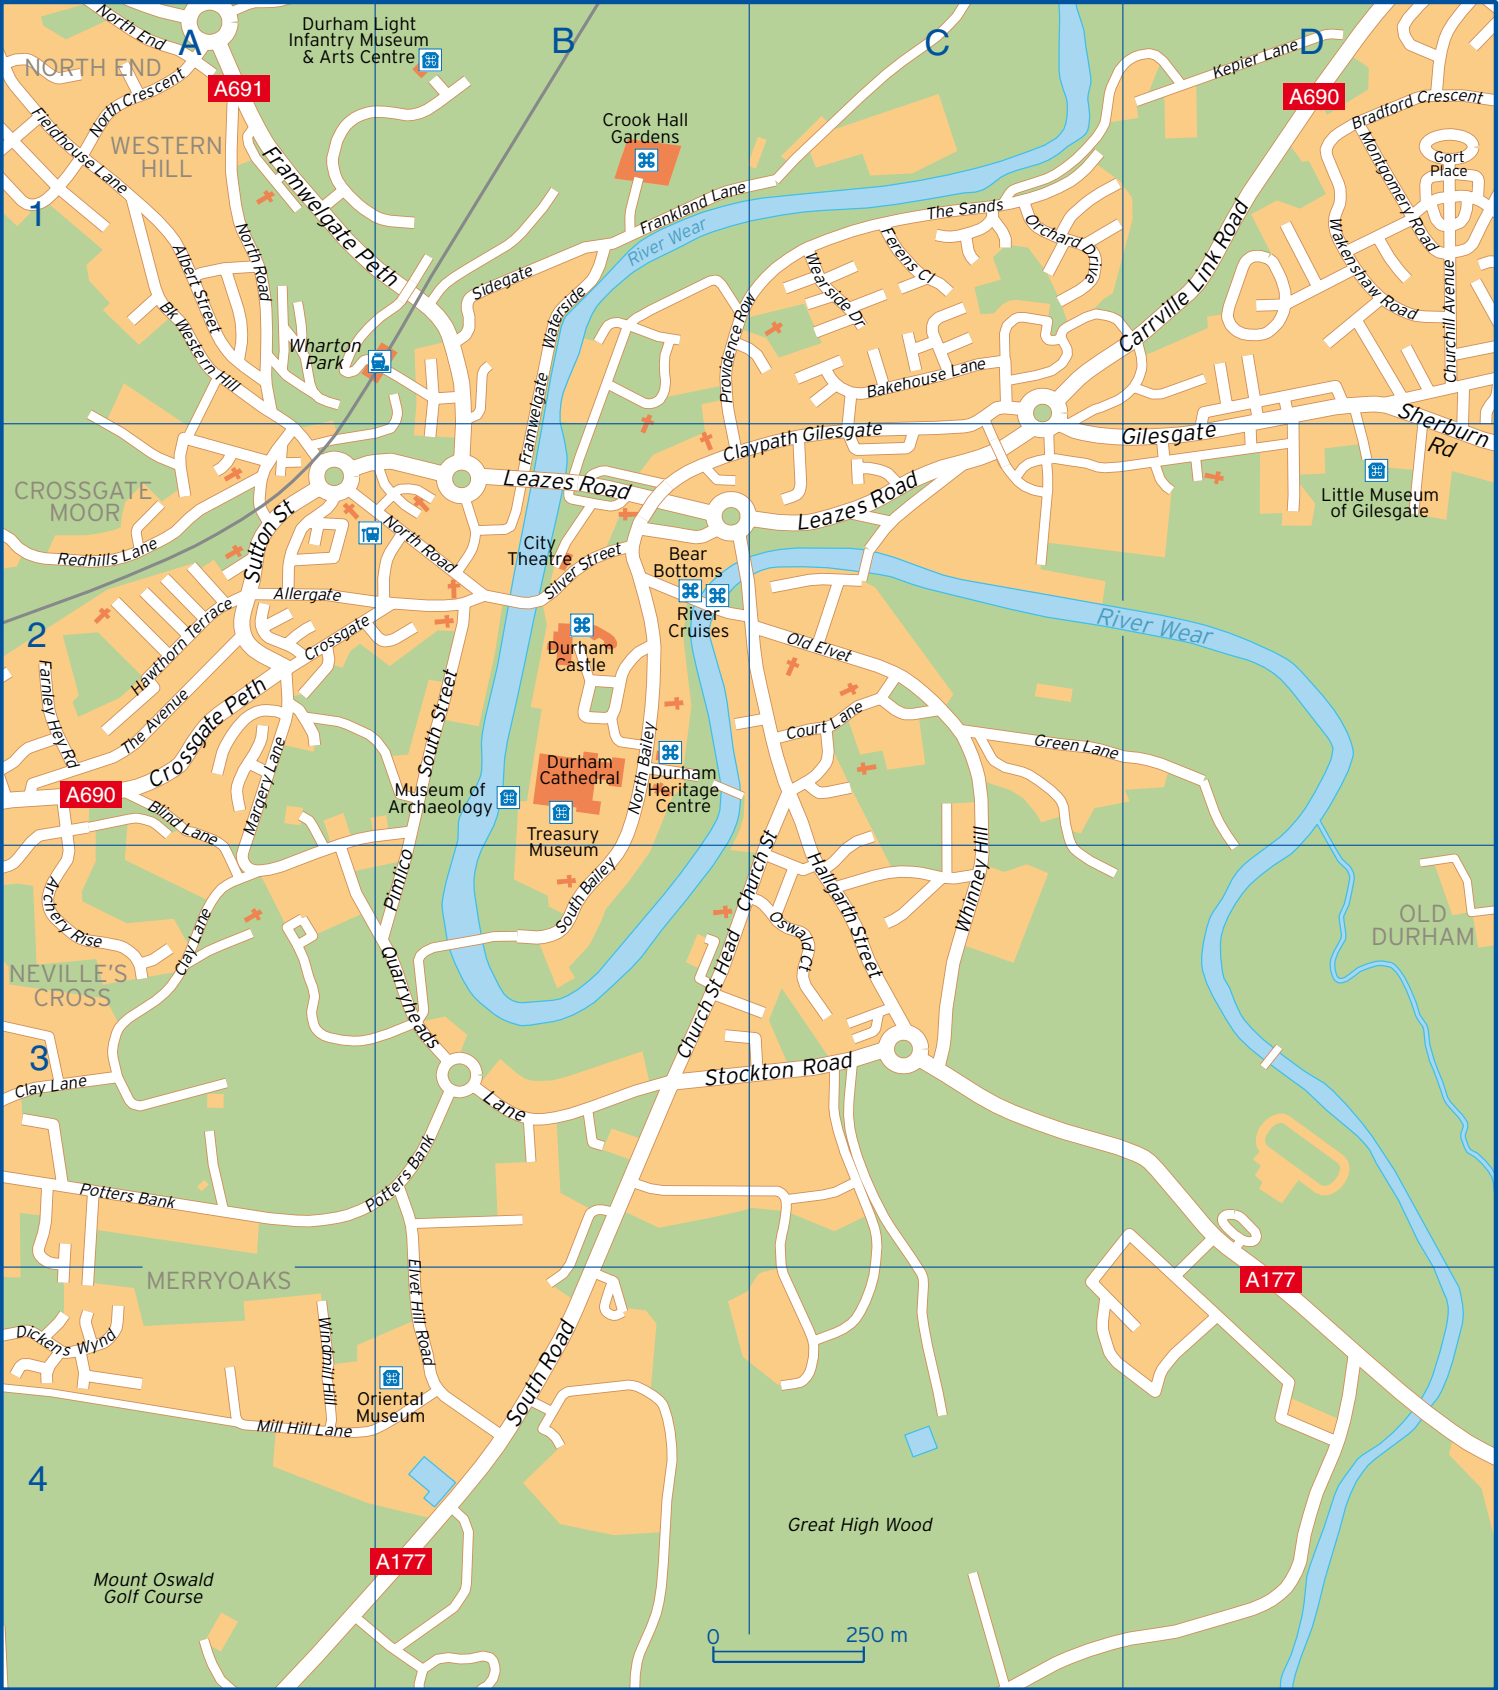 A
B
C
D
1
2
3
4
North End
NORTH END
A691
North Crescent
Fieldhouse Lane
WESTERN
HILL
Framwelgate Peth
North Road
Albert Street
Bk Western Hill
Durham Light
Infantry Museum
& Arts Centre
Crook Hall
Gardens
Frankland Lane
River Wear
Sidegate
Waterside
Framwelgate
Wharton
Park
Providence Row
The Sands
Ferens Cl
Wearside Dr
Orchard Drive
Bakehouse Lane
Kepier Lane
A690
Bradford Crescent
Montgomery Road
Gort
Place
Wakenshaw Road
Churchill Avenue
Carrville Link Road
Sherburn
Rd
Gilesgate
Claypath Gilesgate
Leazes Road
Leazes Road
Little Museum
of Gilesgate
CROSSGATE
MOOR
Redhills Lane
Sutton St
North Road
City
Theatre
Silver Street
Bear
Bottoms
River
Cruises
Allergate
Crossgate
Hawthorn Terrace
The Avenue
Crossgate Peth
Farnley Hey Rd
A690
Blind Lane
Margery Lane
South Street
Durham
Castle
Durham
Cathedral
North Bailey
Durham
Heritage
Centre
Museum of
Archaeology
Treasury
Museum
Old Elvet
Court Lane
Green Lane
River Wear
South Bailey
Pimlico
Archery Rise
Clay Lane
NEVILLE'S
CROSS
Clay Lane
Quarryheads
Lane
Church St
Church St Head
Oswald Ct
Hallgarth Street
Whinney Hill
Stockton Road
OLD
DURHAM
Potters Bank
Potters Bank
MERRYOAKS
Dickens Wynd
Windmill Hill
Elvet Hill Road
Oriental
Museum
Mill Hill Lane
South Road
A177
A177
Great High Wood
Mount Oswald
Golf Course
0
250 m